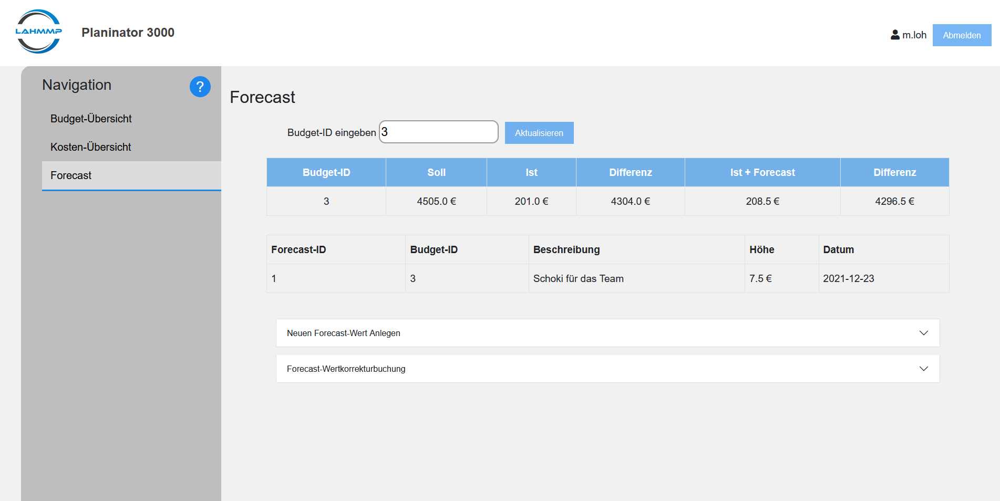 LAHMMP
Planinator 3000
m.loh
Abmelden
Navigation
?
Budget-Übersicht
Kosten-Übersicht
Forecast
Forecast
Budget-ID eingeben 3 Aktualisieren
Budget-ID Soll Ist Differenz Ist + Forecast Differenz
3 4505.0 € 201.0 € 4304.0 € 208.5 € 4296.5 €
Forecast-ID Budget-ID Beschreibung Höhe Datum
1 3 Schoki für das Team 7.5 € 2021-12-23
Neuen Forecast-Wert Anlegen
Forecast-Wertkorrekturbuchung